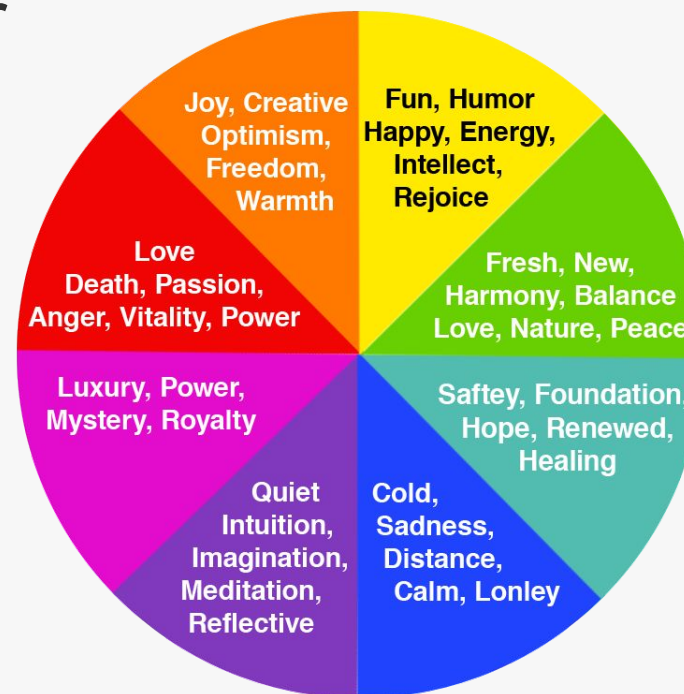 Joy, Creative
Optimism,
Freedom,
Warmth
Fun, Humor
Happy, Energy,
Intellect,
Rejoice
Love
Death, Passion,
Anger, Vitality, Power
Fresh, New,
Harmony, Balance
Love, Nature, Peace
Luxury, Power,
Mystery, Royalty
Saftey, Foundation,
Hope, Renewed,
Healing
Quiet
Intuition,
Imagination,
Meditation,
Reflective
Cold,
Sadness,
Distance,
Calm, Lonley